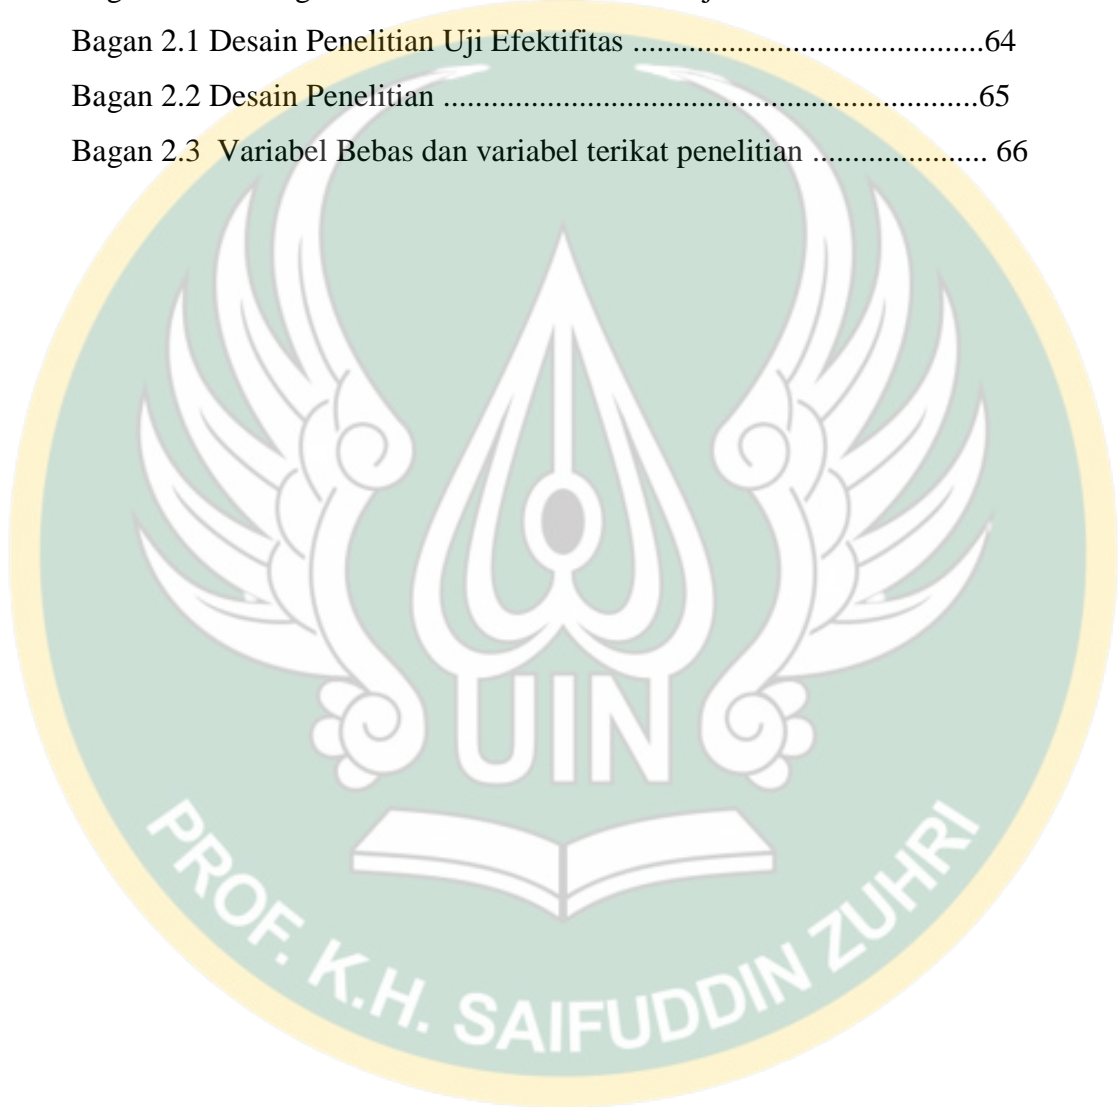 Bagan 2.1 Desain Penelitian Uji Efektifitas ............................................64
Bagan 2.2 Desain Penelitian ...................................................................65
Bagan 2.3  Variabel Bebas dan variabel terikat penelitian ...................... 66
UIN
PROF. K.H. SAIFUDDIN ZUHRI